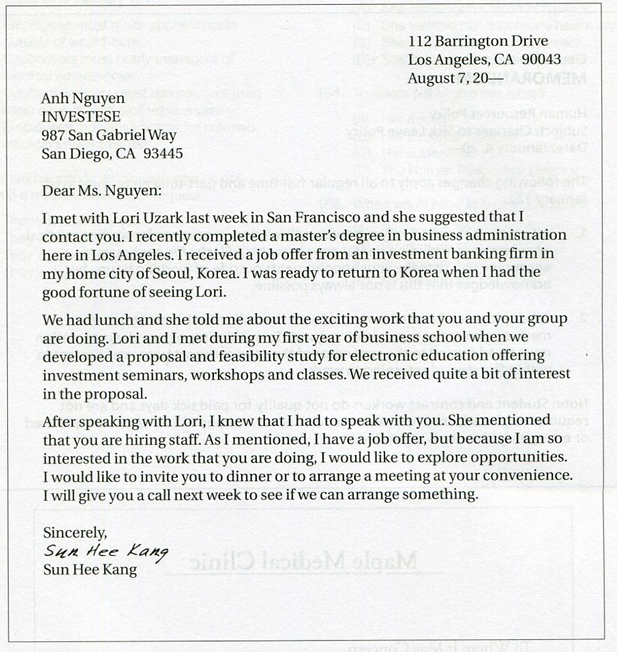 112 Barrington Drive
Los Angeles, CA 90043
August 7, 20—
Anh Nguyen
INVESTESE
987 San Gabriel Way
San Diego, CA 93445
Dear Ms. Nguyen:
I met with Lori Uzark last week in San Francisco and she suggested that I
contact you. I recently completed a master's degree in business administration
here in Los Angeles. I received a job offer from an investment banking firm in
my home city of Seoul, Korea. I was ready to return to Korea when I had the
good fortune of seeing Lori.
We had lunch and she told me about the exciting work that you and your group
are doing. Lori and I met during my first year of business school when we
developed a proposal and feasibility study for electronic education offering
investment seminars, workshops and classes. We received quite a bit of interest
in the proposal.
After speaking with Lori, I knew that I had to speak with you. She mentioned
that you are hiring staff. As I mentioned, I have a job offer, but because I am so
interested in the work that you are doing, I would like to explore opportunities.
I would like to invite you to dinner or to arrange a meeting at your convenience.
I will give you a call next week to see if we can arrange something.
Sincerely,
Sun Hee Kang
Sun Hee Kang